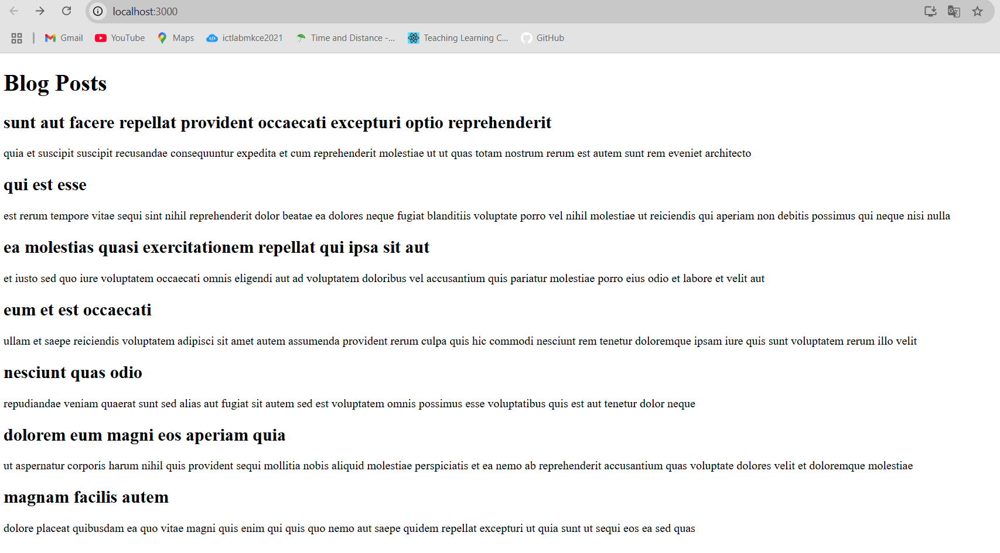 localhost:3000
Gmail YouTube Maps ictlabmkce2021 Time and Distance -... Teaching Learning C... GitHub
Blog Posts
sunt aut facere repellat provident occaecati excepturi optio reprehenderit
quia et suscipit suscipit recusandae consequuntur expedita et cum reprehenderit molestiae ut ut quas totam nostrum rerum est autem sunt rem eveniet architecto
qui est esse
est rerum tempore vitae sequi sint nihil reprehenderit dolor beatae ea dolores neque fugiat blanditiis voluptate porro vel nihil molestiae ut reiciendis qui aperiam non debitis possimus qui neque nisi nulla
ea molestias quasi exercitationem repellat qui ipsa sit aut
et iusto sed quo iure voluptatem occaecati omnis eligendi aut ad voluptatem doloribus vel accusantium quis pariatur molestiae porro eius odio et labore et velit aut
eum et est occaecati
ullam et saepe reiciendis voluptatem adipisci sit amet autem assumenda provident rerum culpa quis hic commodi nesciunt rem tenetur doloremque ipsam iure quis sunt voluptatem rerum illo velit
nesciunt quas odio
repudiandae veniam quaerat sunt sed alias aut fugiat sit autem sed est voluptatem omnis possimus esse voluptatibus quis est aut tenetur dolor neque
dolorem eum magni eos aperiam quia
ut aspernatur corporis harum nihil quis provident sequi mollitia nobis aliquid molestiae perspiciatis et ea nemo ab reprehenderit accusantium quas voluptate dolores velit et doloremque molestiae
magnam facilis autem
dolore placeat quibusdam ea quo vitae magni quis enim qui quis quo nemo aut saepe quidem repellat excepturi ut quia sunt ut sequi eos ea sed quas